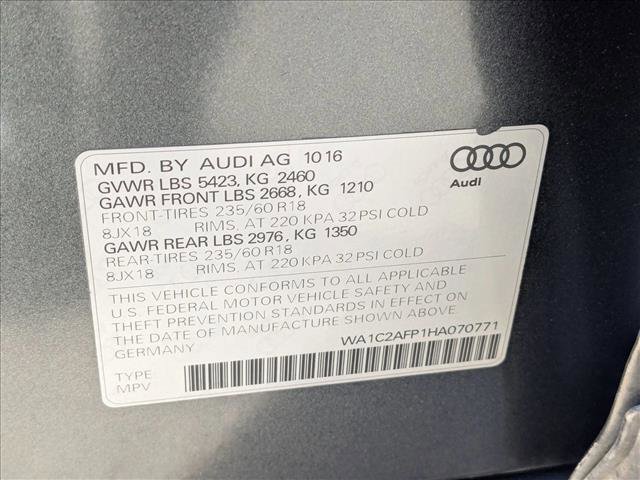 MFD. BY AUDI AG 10 16
GVWR LBS 5423, KG 2460
GAWR FRONT LBS 2668, KG 1210
FRONT-TIRES 235/60 R18
8JX18 RIMS, AT 220 KPA 32 PSI COLD
GAWR REAR LBS 2976, KG 1350
REAR-TIRES 235/60 R18
8JX18 RIMS, AT 220 KPA 32 PSI COLD
Audi
THIS VEHICLE CONFORMS TO ALL APPLICABLE
U.S. FEDERAL MOTOR VEHICLE SAFETY AND
THEFT PREVENTION STANDARDS IN EFFECT ON
THE DATE OF MANUFACTURE SHOWN ABOVE.
GERMANY
WA1C2AFP1HA070771
TYPE
MPV